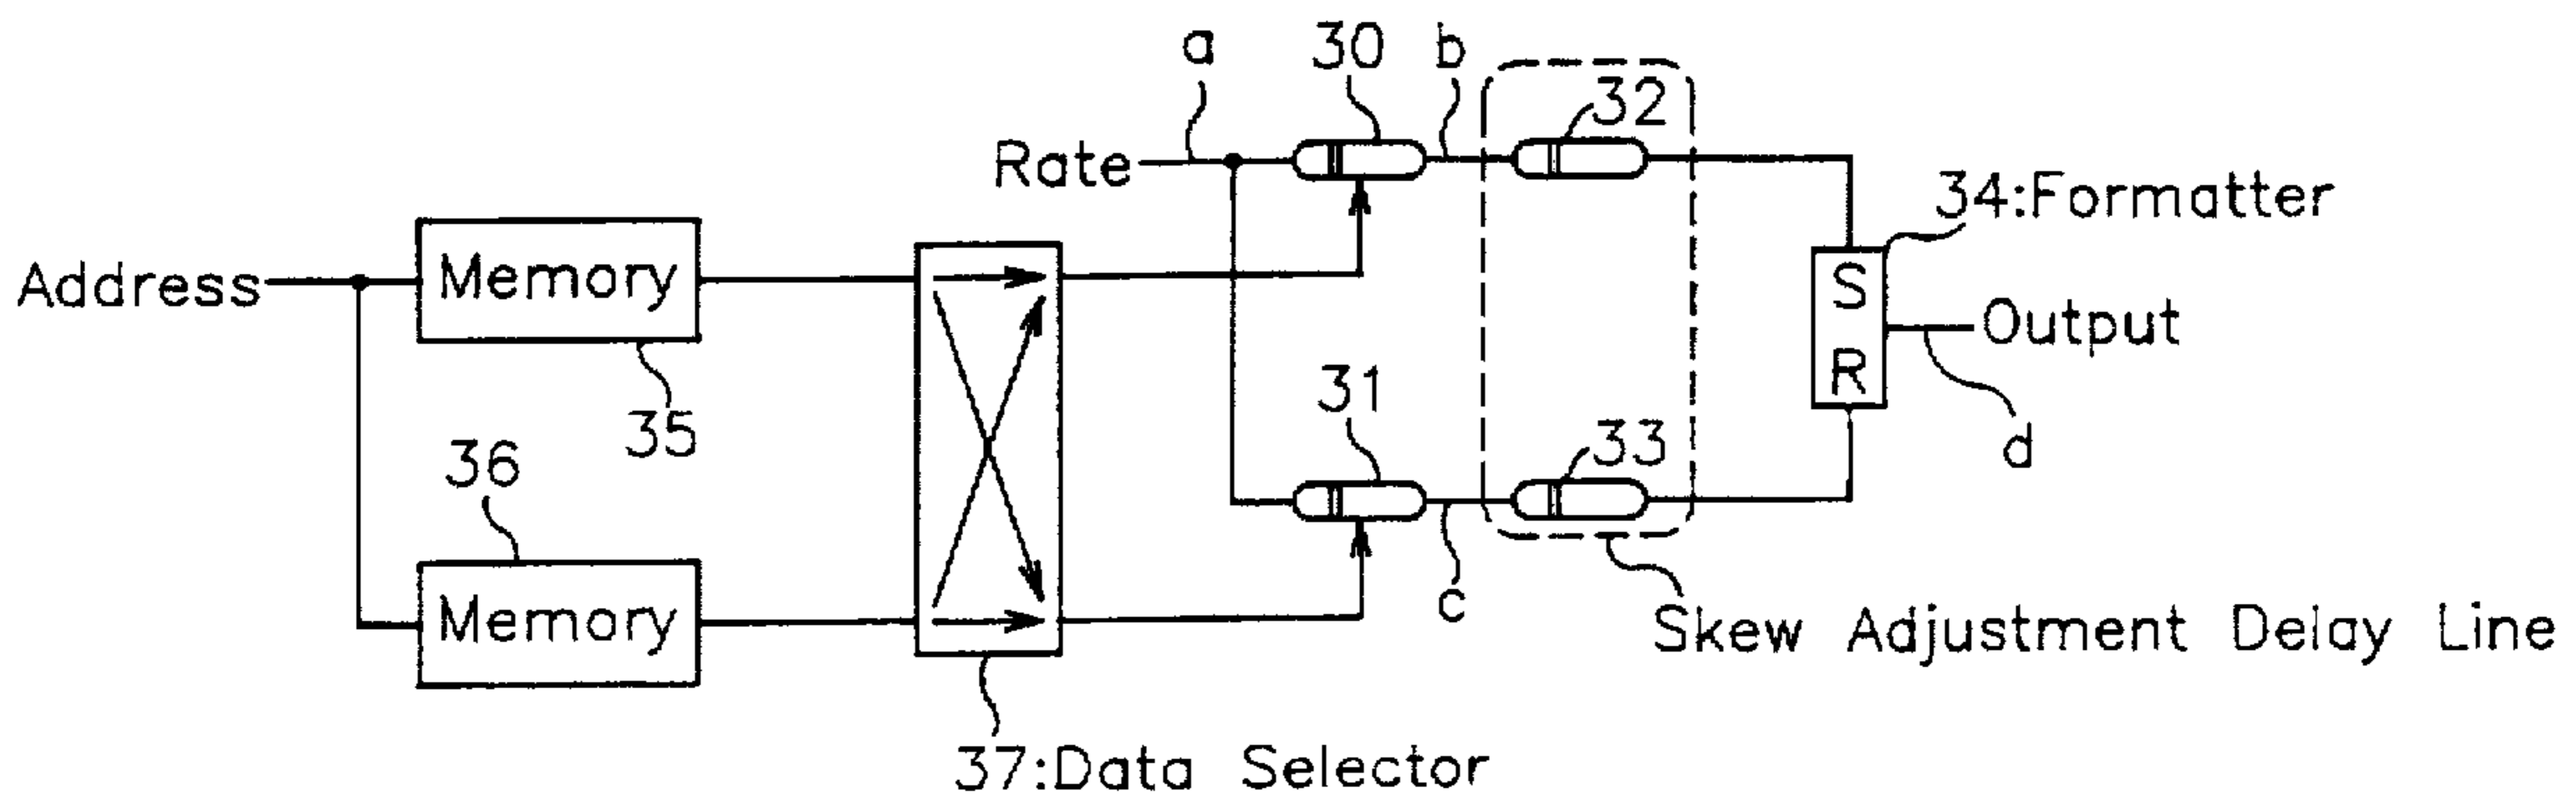 a
30
b
32
Rate
34:Formatter
Address
Memory
S
Output
35
31
R
36
33
d
Memory
c
Skew Adjustment Delay Line
37:Data Selector